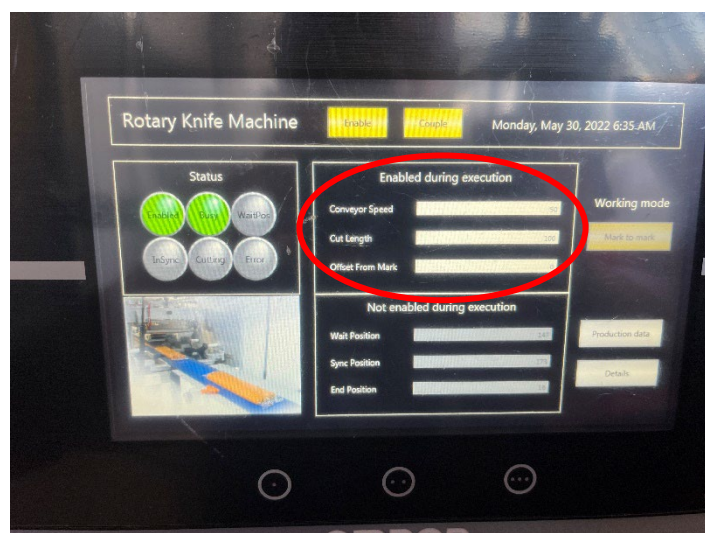 Rotary Knife Machine Enable Couple Monday, May 30, 2022 6:35 AM
Status
Enabled Busy WaitPos
InSync Cutting Error
Enabled during execution
Conveyor Speed
Cut Length 300
Offset From Mark
Not enabled during execution
Wait Position
Sync Position
End Position
Working mode
Mark to mark
Production data
Details